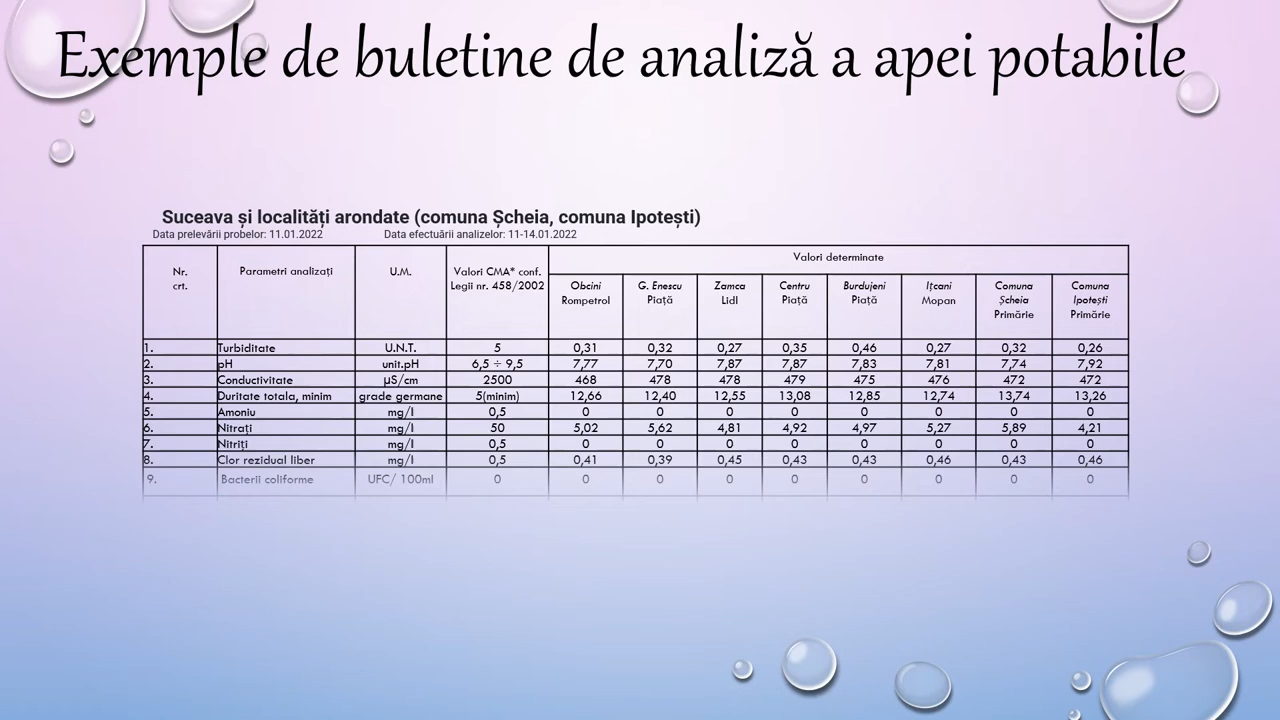 Exemple de buletine de analiză a apei potabile
Suceava și localități arondate (comuna Șcheia, comuna Ipotești)
Data prelevării probelor: 11.01.2022 Data efectuării analizelor: 11-14.01.2022
Nr. crt. Parametri analizați U.M. Valori CMA* conf. Legii nr. 458/2002 Valori determinate
Obcini Rompetrol G. Enescu Piață Zamca Lidl Centru Piață Burdujeni Piață Ițcani Mopan Comuna Șcheia Primărie Comuna Ipotești Primărie
1. Turbiditate U.N.T. 5 0,31 0,32 0,27 0,35 0,46 0,27 0,32 0,26
2. pH unit.pH 6,5 ÷ 9,5 7,77 7,70 7,87 7,87 7,83 7,81 7,74 7,92
3. Conductivitate µS/cm 2500 468 478 478 479 475 476 472 472
4. Duritate totala, minim grade germane 5(minim) 12,66 12,40 12,55 13,08 12,85 12,74 13,74 13,26
5. Amoniu mg/l 0,5 0 0 0 0 0 0 0 0
6. Nitrați mg/l 50 5,02 5,62 4,81 4,92 4,97 5,27 5,89 4,21
7. Nitriți mg/l 0,5 0 0 0 0 0 0 0 0
8. Clor rezidual liber mg/l 0,5 0,41 0,39 0,45 0,43 0,43 0,46 0,43 0,46
9. Bacterii coliforme UFC/ 100ml 0 0 0 0 0 0 0 0 0